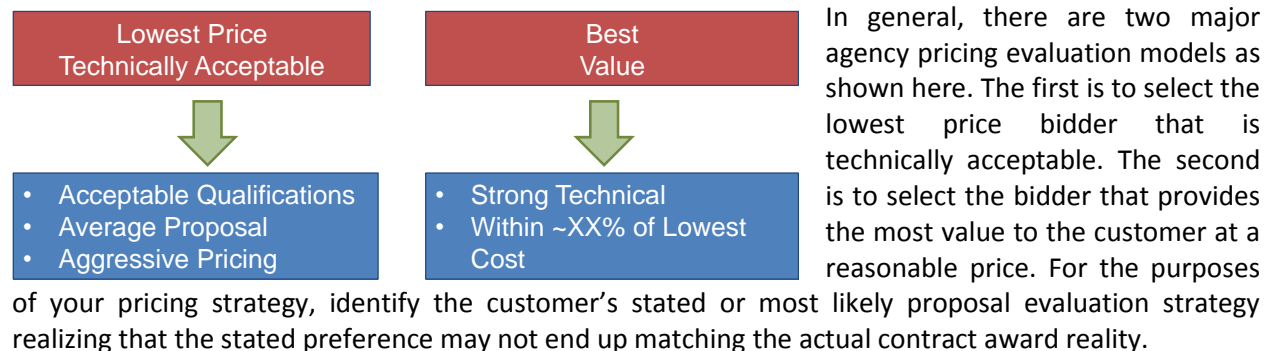 Lowest Price
Technically Acceptable
• Acceptable Qualifications
• Average Proposal
• Aggressive Pricing
Best
Value
• Strong Technical
• Within ~XX% of Lowest
Cost
In general, there are two major
agency pricing evaluation models as
shown here. The first is to select the
lowest price bidder that is
technically acceptable. The second
is to select the bidder that provides
the most value to the customer at a
reasonable price. For the purposes
of your pricing strategy, identify the customer’s stated or most likely proposal evaluation strategy
realizing that the stated preference may not end up matching the actual contract award reality.